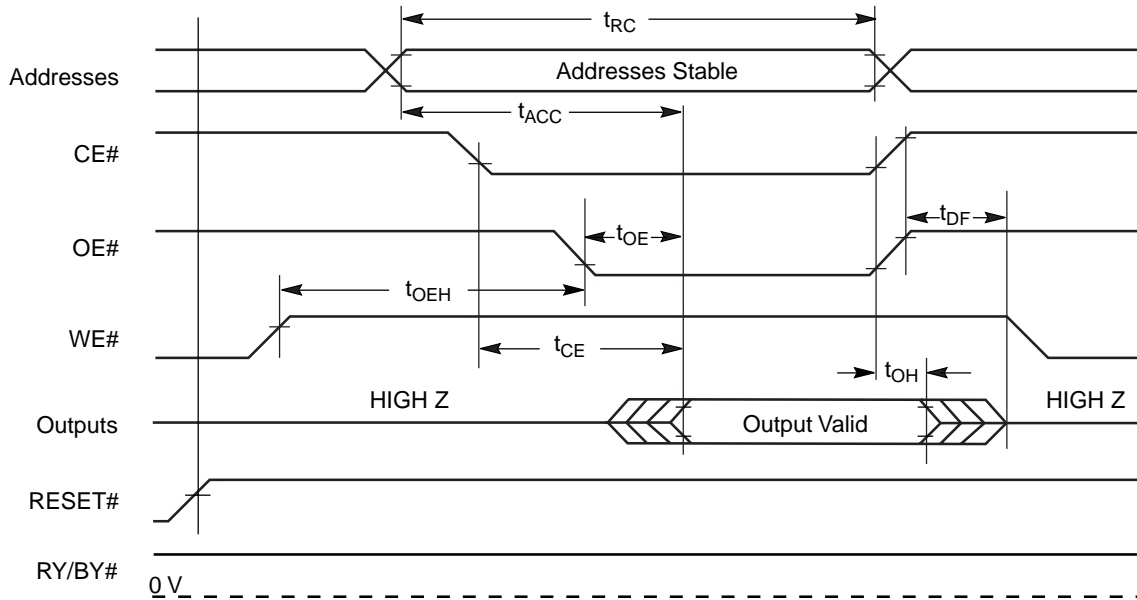 tRC
Addresses
Addresses Stable
tACC
CE#
tDF
OE#
tOE
tOEH
WE#
tCE
tOH
HIGH Z
HIGH Z
Outputs
Output Valid
RESET#
RY/BY#
0 V